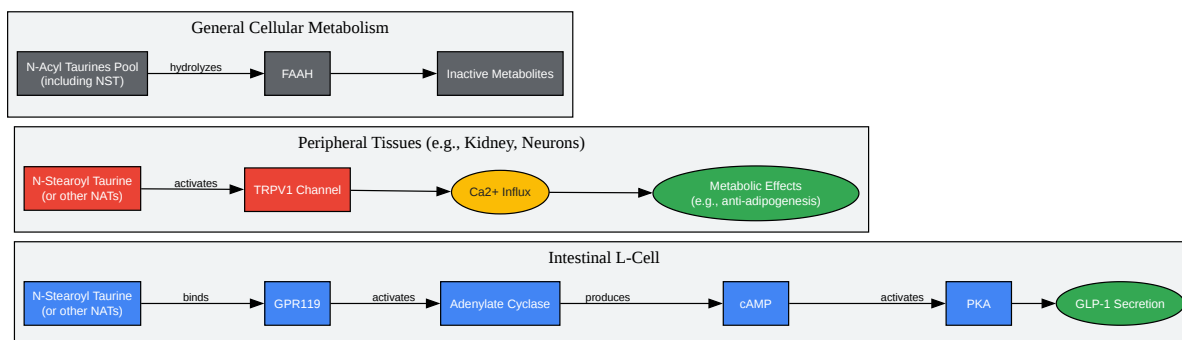 General Cellular Metabolism
N-Acyl Taurines Pool
(including NST)
hydrolyzes
FAAH
Inactive Metabolites
Peripheral Tissues (e.g., Kidney, Neurons)
N-Stearoyl Taurine
(or other NATs)
activates
TRPV1 Channel
Ca2+ Influx
Metabolic Effects
(e.g., anti-adipogenesis)
Intestinal L-Cell
N-Stearoyl Taurine
(or other NATs)
binds
GPR119
activates
Adenylate Cyclase
produces
cAMP
activates
PKA
GLP-1 Secretion